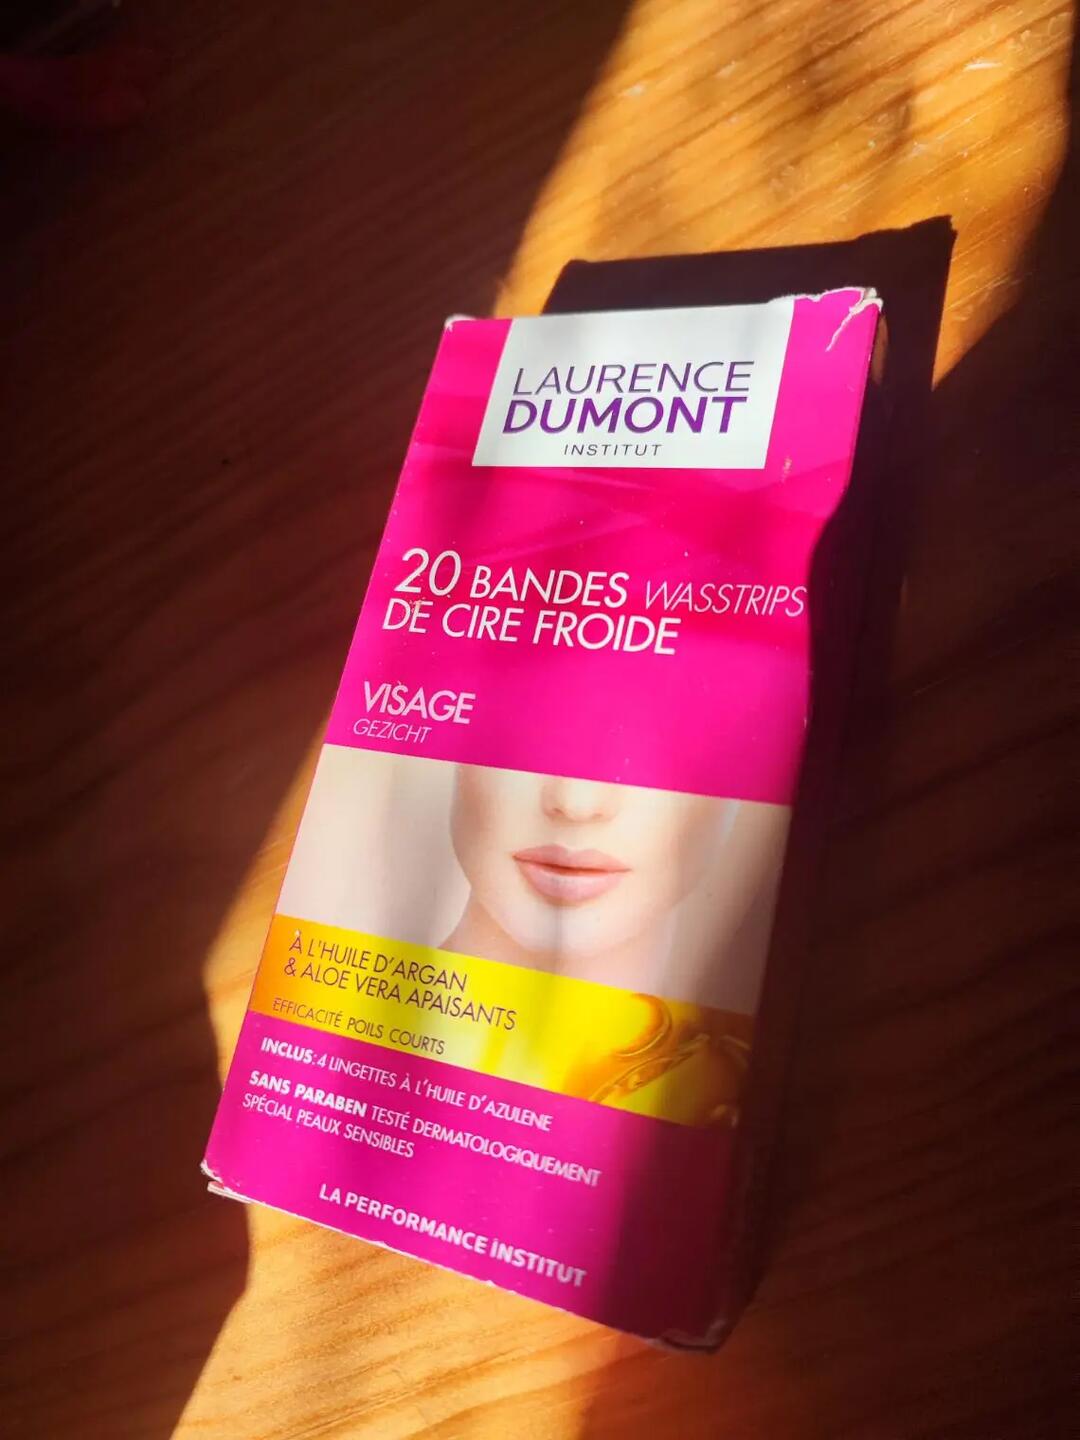 LAURENCE
DUMONT
INSTITUT
20 BANDES WASSTRIPS
DE CIRE FROIDE
VISAGE
GEZICHT
À L'HUILE D'ARGAN
& ALOE VERA APAISANTS
EFFICACITÉ POILS COURTS
INCLUS: 4 LINGETTES À L'HUILE D'AZULENE
SANS PARABEN TESTÉ DERMATOLOGIQUEMENT
SPÉCIAL PEAUX SENSIBLES
LA PERFORMANCE INSTITUT